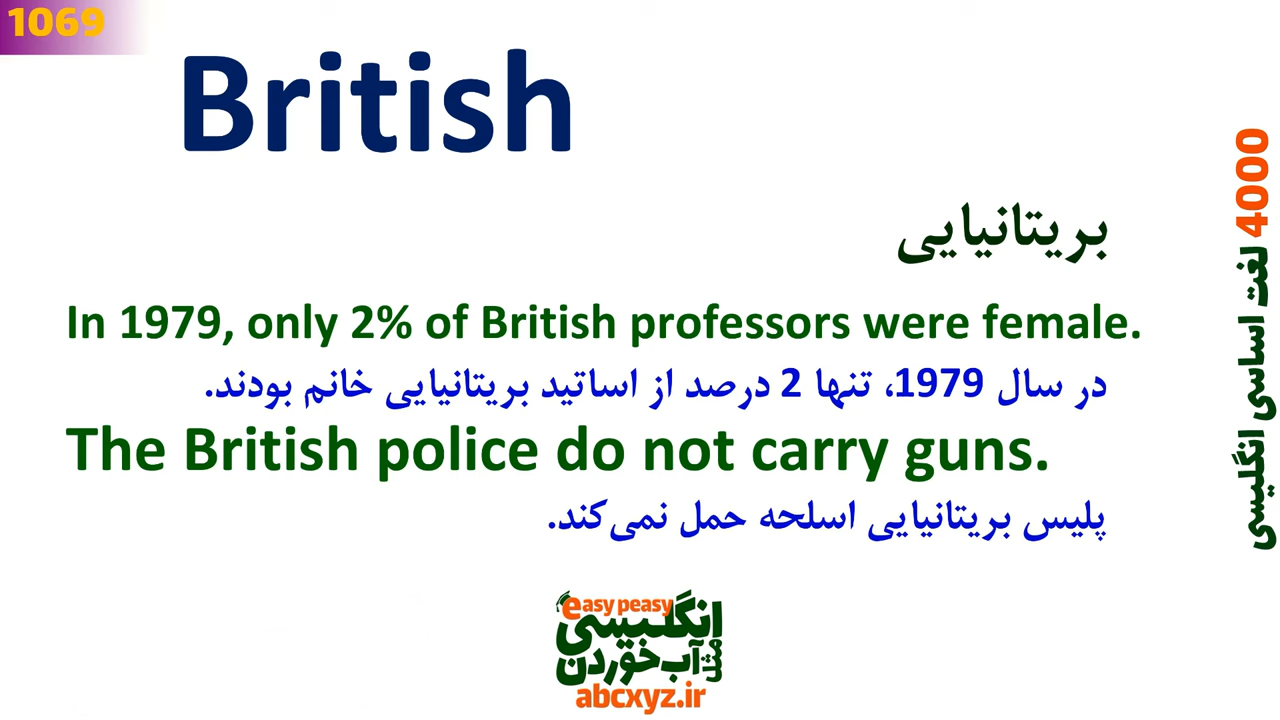 1069
British
بریتانیایی
In 1979, only 2% of British professors were female.
در سال 1979، تنها 2 درصد از اساتید بریتانیایی خانم بودند.
The British police do not carry guns.
پلیس بریتانیایی اسلحه حمل نمی‌کند.
4000 لغت اساسی انگلیسی
easy peasy
انگلیسی
مثل آب خوردن
abcxyz.ir